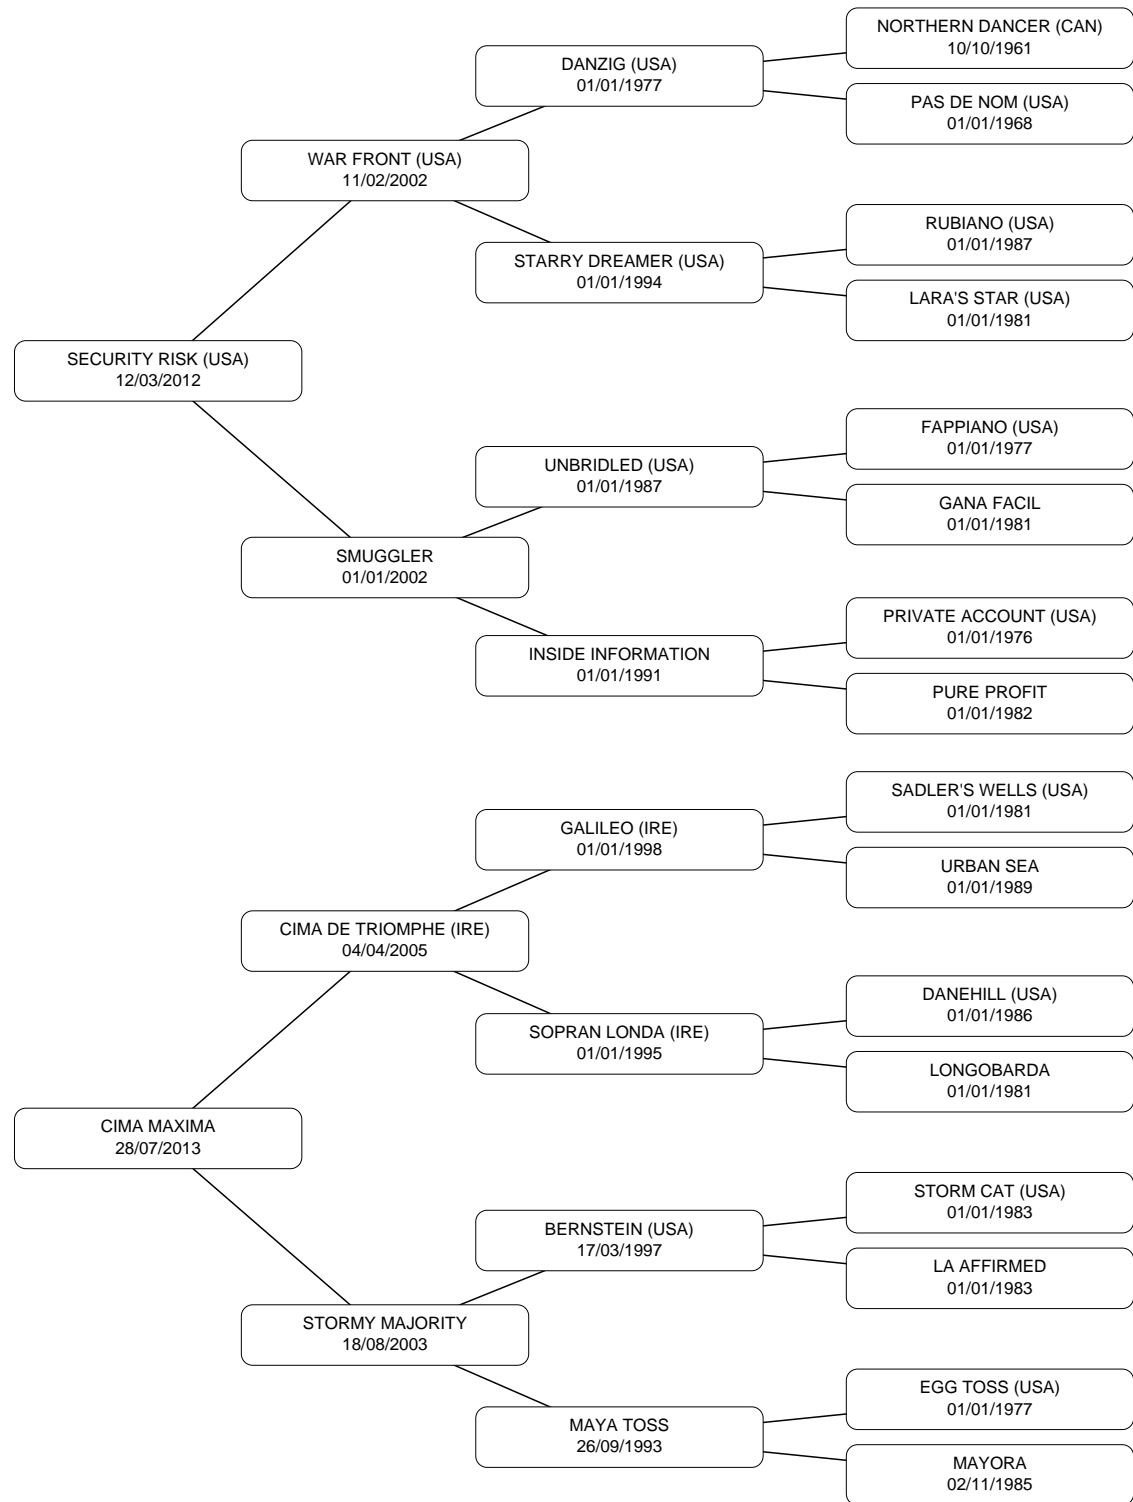 NORTHERN DANCER (CAN)
10/10/1961
DANZIG (USA)
01/01/1977
PAS DE NOM (USA)
01/01/1968
WAR FRONT (USA)
11/02/2002
RUBIANO (USA)
01/01/1987
STARRY DREAMER (USA)
01/01/1994
LARA'S STAR (USA)
01/01/1981
SECURITY RISK (USA)
12/03/2012
FAPPIANO (USA)
01/01/1977
UNBRIDLED (USA)
01/01/1987
GANA FACIL
01/01/1981
SMUGGLER
01/01/2002
PRIVATE ACCOUNT (USA)
01/01/1976
INSIDE INFORMATION
01/01/1991
PURE PROFIT
01/01/1982
SADLER'S WELLS (USA)
01/01/1981
GALILEO (IRE)
01/01/1998
URBAN SEA
01/01/1989
CIMA DE TRIOMPHE (IRE)
04/04/2005
DANEHILL (USA)
01/01/1986
SOPRAN LONDA (IRE)
01/01/1995
LONGOBARDA
01/01/1981
CIMA MAXIMA
28/07/2013
STORM CAT (USA)
01/01/1983
BERNSTEIN (USA)
17/03/1997
LA AFFIRMED
01/01/1983
STORMY MAJORITY
18/08/2003
EGG TOSS (USA)
01/01/1977
MAYA TOSS
26/09/1993
MAYORA
02/11/1985